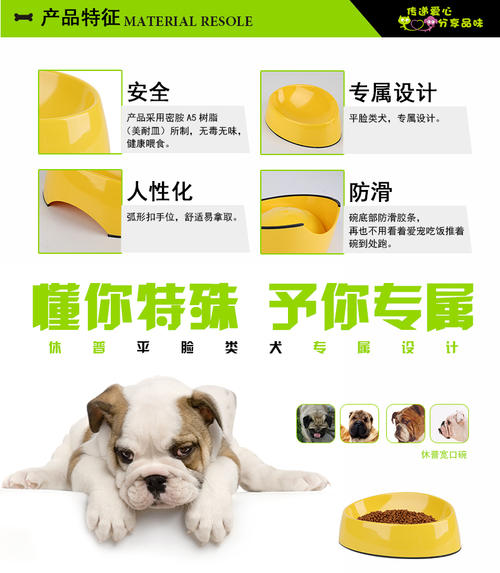 产品特征 MATERIAL RESOLE
传递爱心
分享品味
安全
产品采用密胺 A5 树脂
(美耐皿)所制，无毒无味，
健康喂食。
专属设计
平脸类犬，专属设计。
人性化
弧形扣手位，舒适易拿取。
防滑
碗底部防滑胶条，
再也不用看着爱宠吃饭推着
碗到处跑。
懂你特殊 予你专属
休普平脸类犬专属设计
休普宽口碗